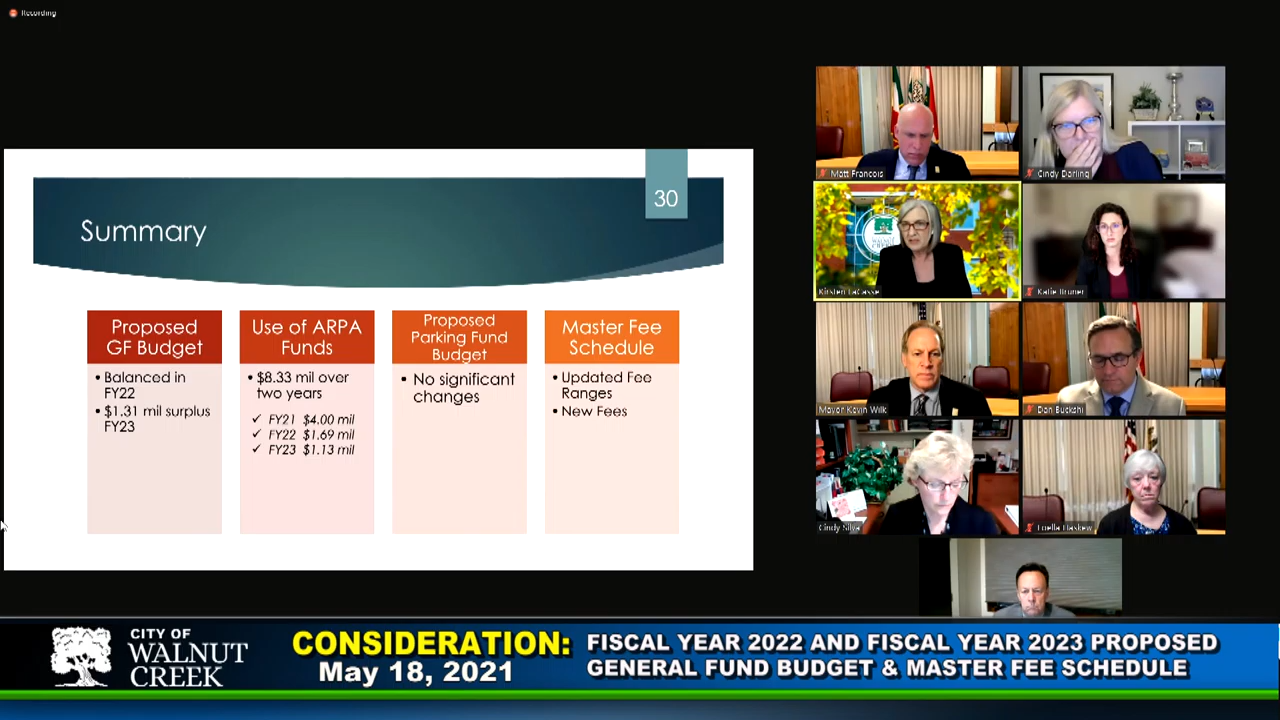 Recording
30
Summary
Proposed
GF Budget
• Balanced in
FY22
• $1.31 mil surplus
FY23
Use of ARPA
Funds
• $8.33 mil over
two years
✓ FY21 $4.00 mil
✓ FY22 $1.69 mil
✓ FY23 $1.13 mil
Proposed
Parking Fund
Budget
• No significant
changes
Master Fee
Schedule
• Updated Fee
Ranges
• New Fees
Matt Francois
Cindy Darling
WALNUT
CREEK
Kirsten LaCasse
Katie Bruner
Mayor Kevin Wilk
Dan Buckshi
Cindy Silva
Loella Haskew
CITY OF
WALNUT
CREEK
CONSIDERATION:
May 18, 2021
FISCAL YEAR 2022 AND FISCAL YEAR 2023 PROPOSED
GENERAL FUND BUDGET & MASTER FEE SCHEDULE